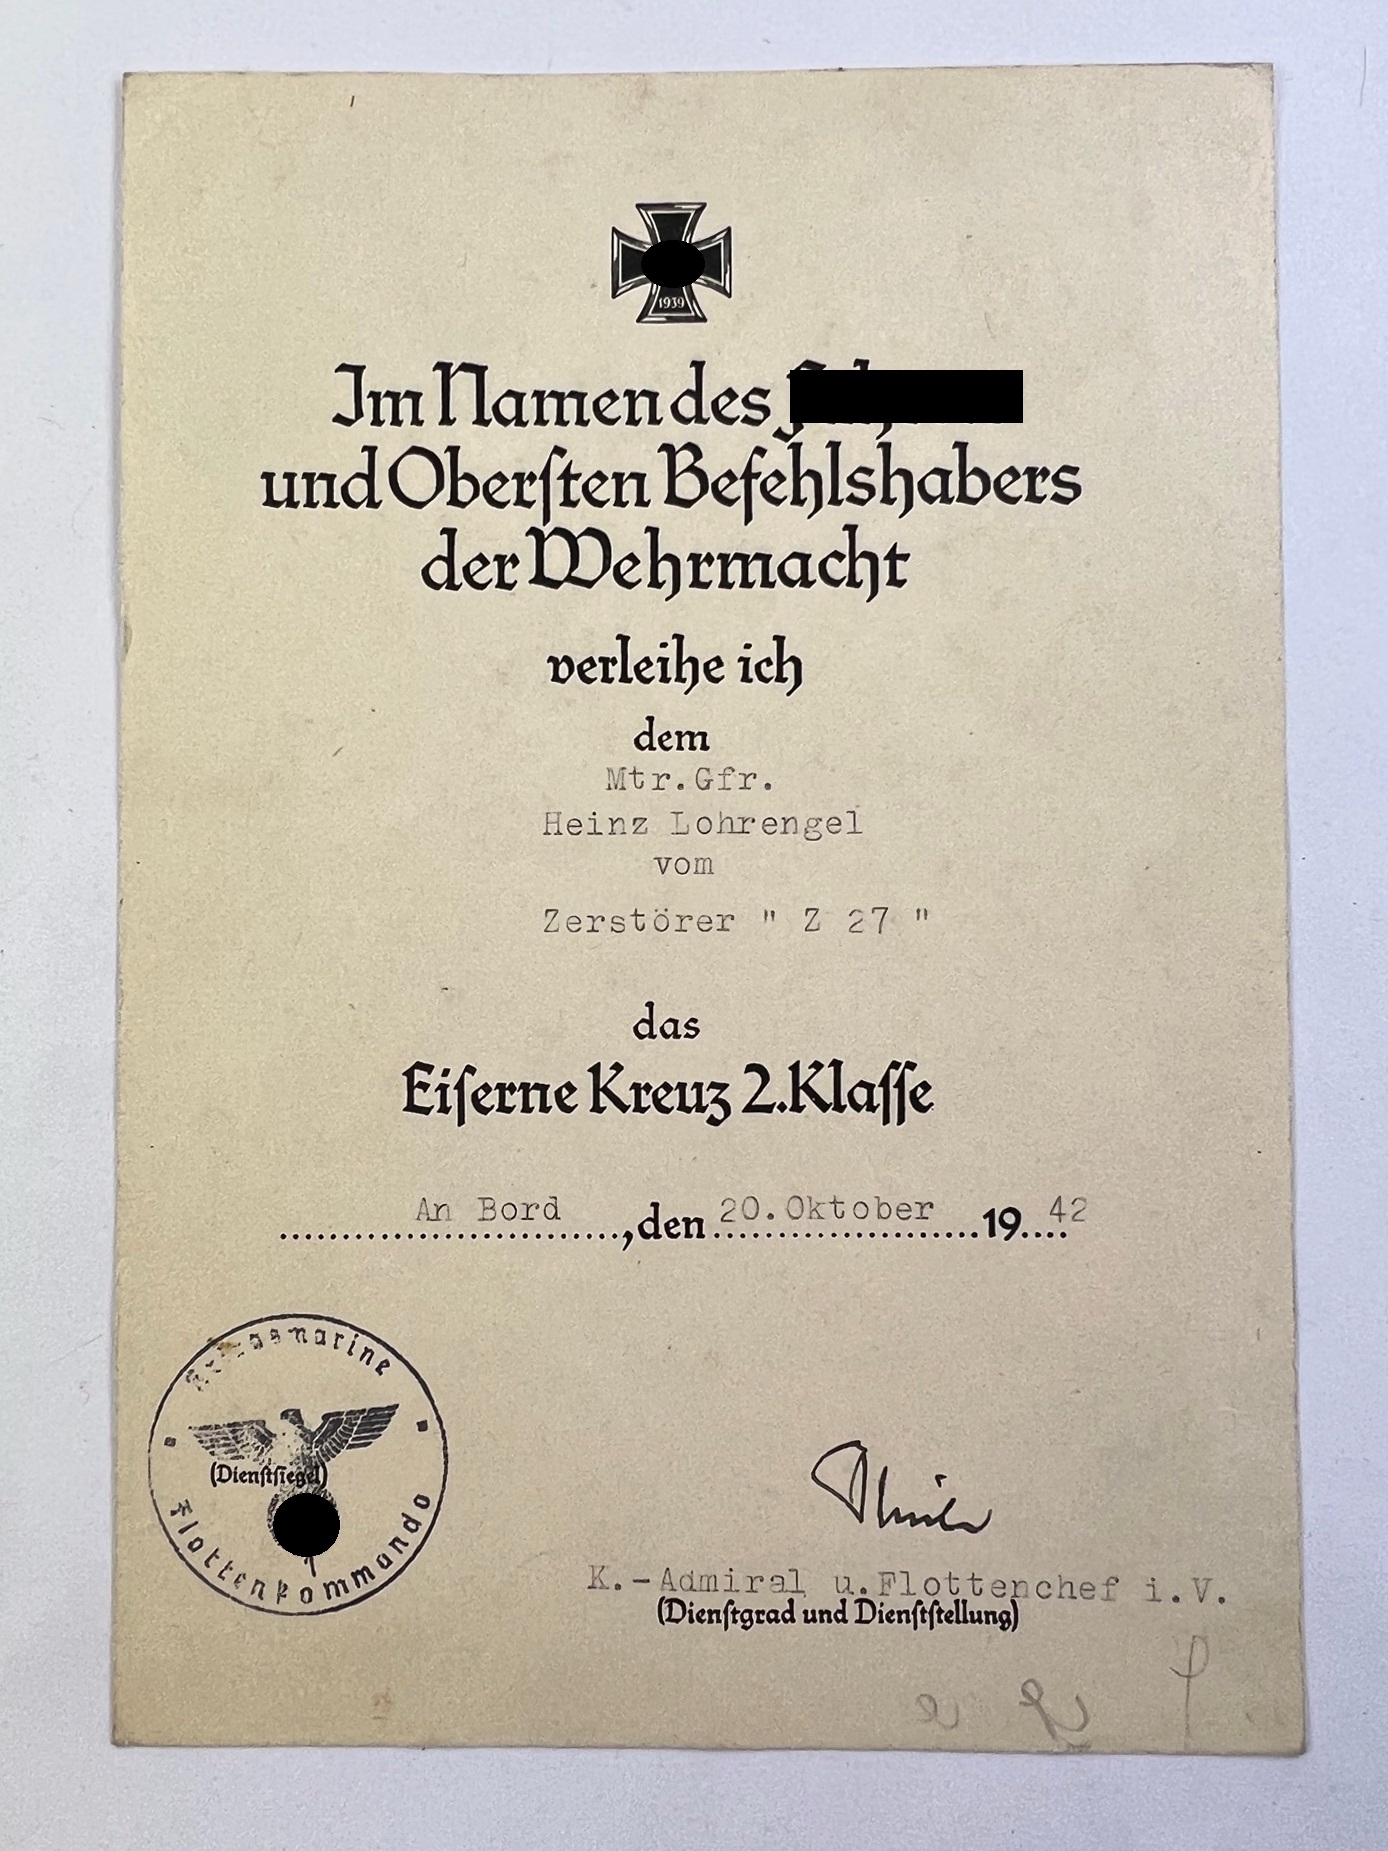 1939
Im Namen des
und Oberſten Befehlshabers
der Wehrmacht
verleihe ich
dem
Mtr.Gfr.
Heinz Lohrengel
vom
Zerstörer " Z 27 "
das
Eiſerne Kreuz 2.Klaſſe
An Bord, den 20.Oktober 1942
Kriegsmarine
(Dienſtſiegel)
Flottenkommando
K.-Admiral u.Flottenchef i.V.
(Dienſtgrad und Dienſtſtellung)